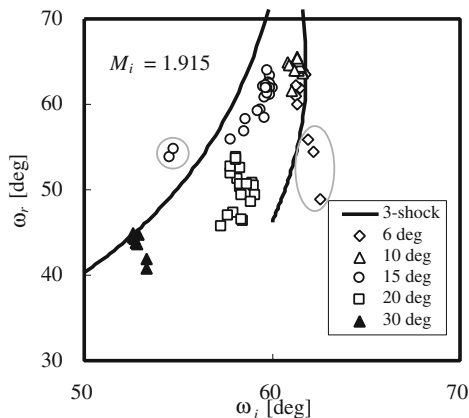 70
M_i = 1.915
60
ω_r [deg]
50
40
30
3-shock
6 deg
10 deg
15 deg
20 deg
30 deg
50
60
70
ω_i [deg]